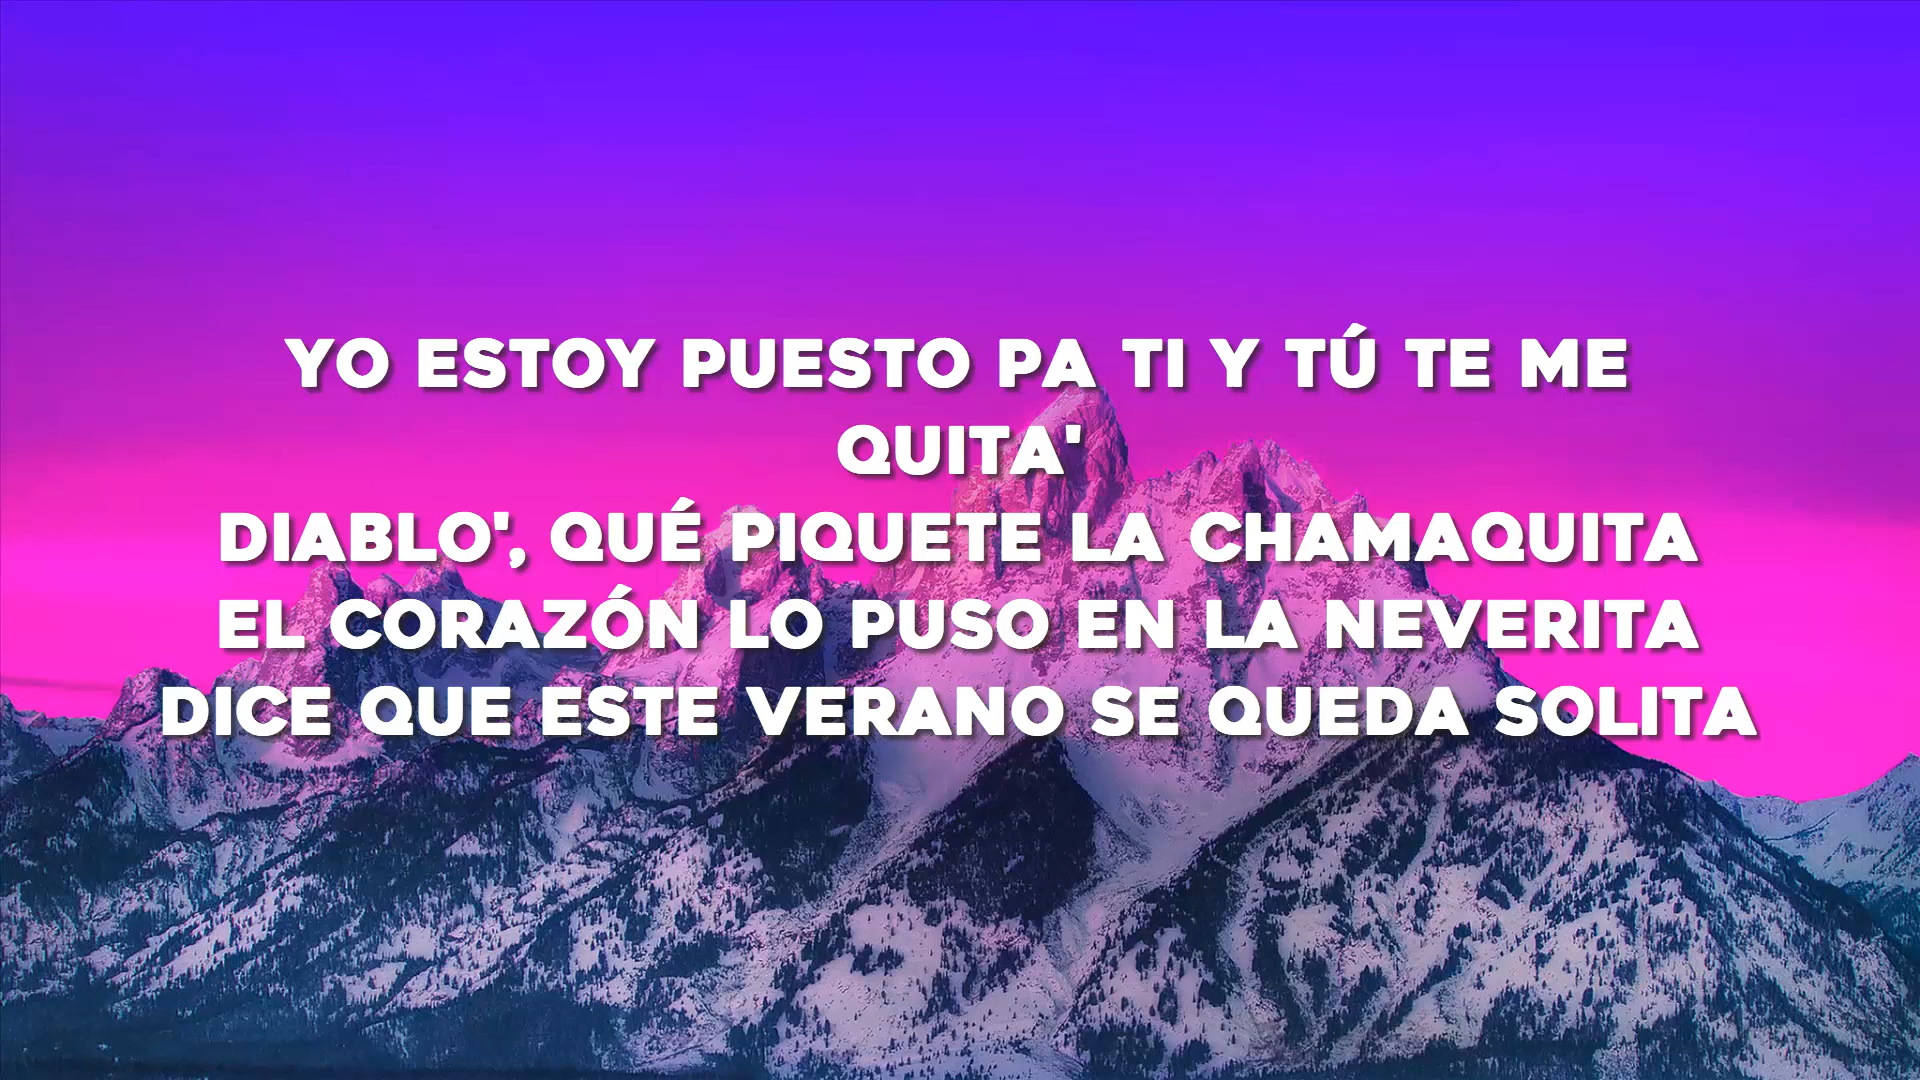 YO ESTOY PUESTO PA TI Y TÚ TE ME
QUITA'
DIABLO', QUÉ PIQUETE LA CHAMAQUITA
EL CORAZÓN LO PUSO EN LA NEVERITA
DICE QUE ESTE VERANO SE QUEDA SOLITA